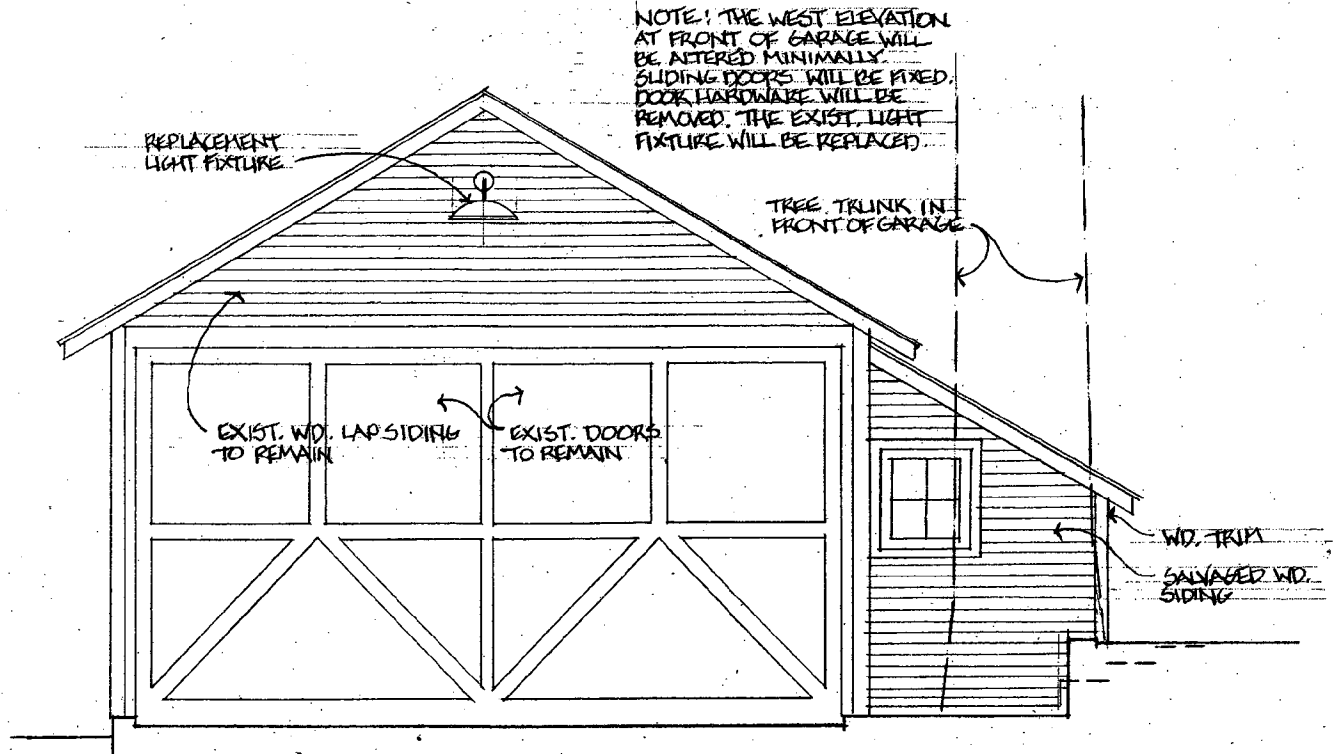 NOTE: THE WEST ELEVATION
AT FRONT OF GARAGE WILL
BE ALTERED MINIMALLY.
SLIDING DOORS WILL BE FIXED.
DOOR HARDWARE WILL BE
REMOVED. THE EXIST. LIGHT
FIXTURE WILL BE REPLACED.
REPLACEMENT
LIGHT FIXTURE
TREE TRUNK IN
FRONT OF GARAGE
EXIST. WD. LAP SIDING
TO REMAIN
EXIST. DOORS
TO REMAIN
WD. TRIM
SALVAGED WD.
SIDING